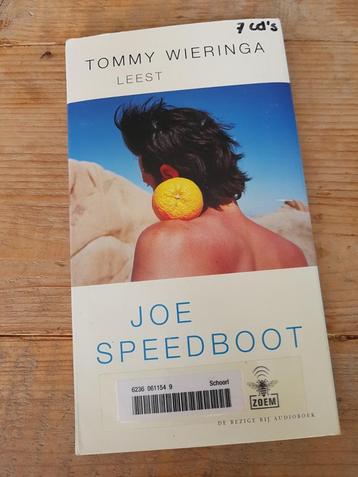 7 cd's
TOMMY WIERINGA
LEEST
JOE
SPEEDBOOT
6236 061154 9 Schoorl
ZOEM
DE BEZIGE BIJ AUDIOBOEK